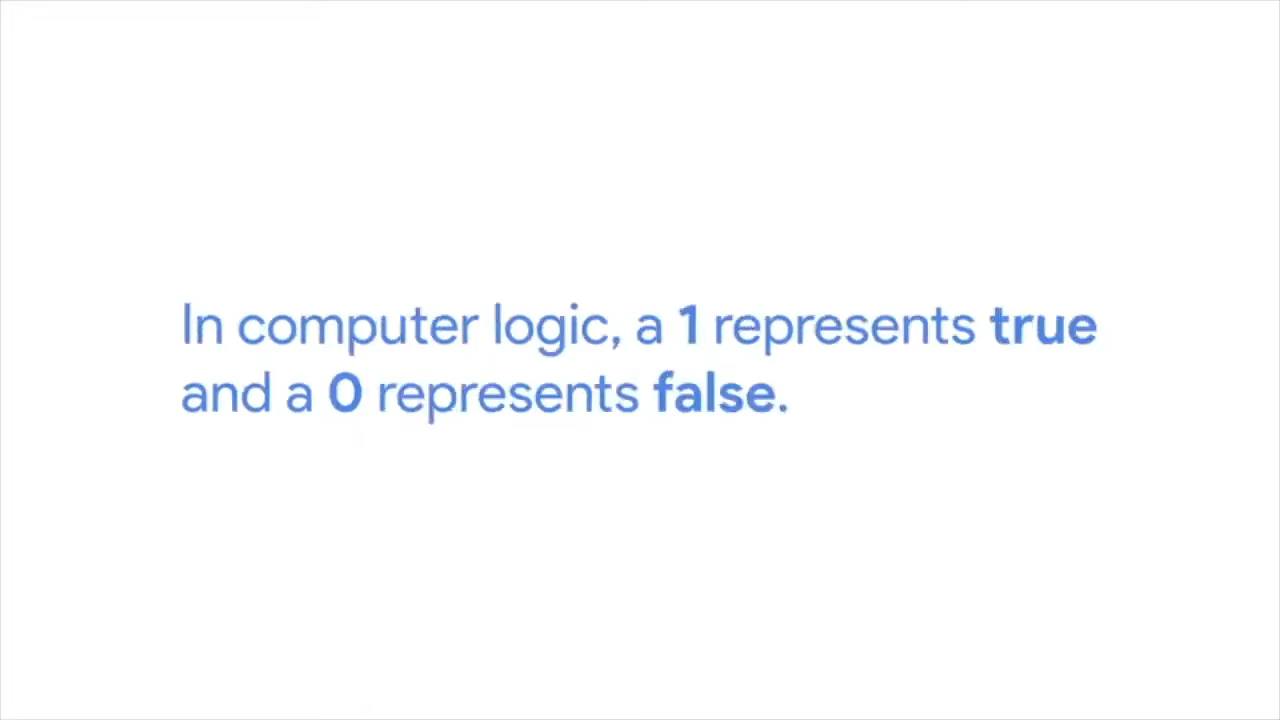 In computer logic, a 1 represents true
and a 0 represents false.